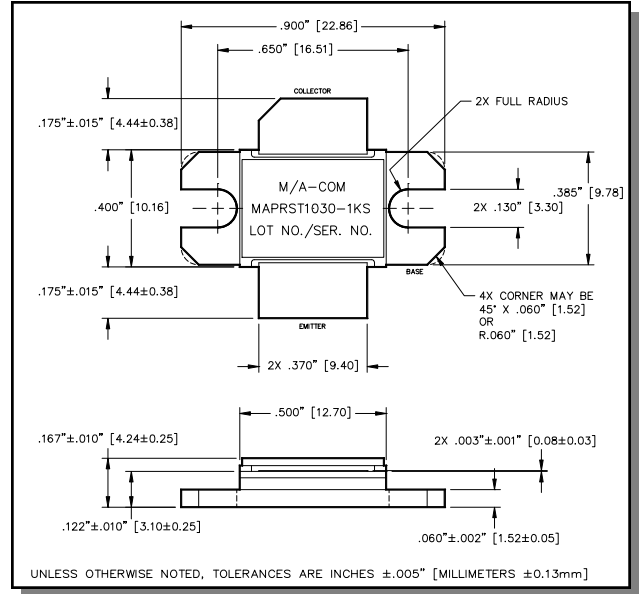 .900" [22.86]
.650" [16.51]
COLLECTOR
.175"±.015" [4.44±0.38]
2X FULL RADIUS
M/A-COM
MAPRST1030-1KS
LOT NO./SER. NO.
.400" [10.16]
2X .130" [3.30]
.385" [9.78]
BASE
.175"±.015" [4.44±0.38]
EMITTER
4X CORNER MAY BE
45° X .060" [1.52]
OR
R.060" [1.52]
2X .370" [9.40]
.500" [12.70]
.167"±.010" [4.24±0.25]
2X .003"±.001" [0.08±0.03]
.122"±.010" [3.10±0.25]
.060"±.002" [1.52±0.05]
UNLESS OTHERWISE NOTED, TOLERANCES ARE INCHES ±.005" [MILLIMETERS ±0.13mm]